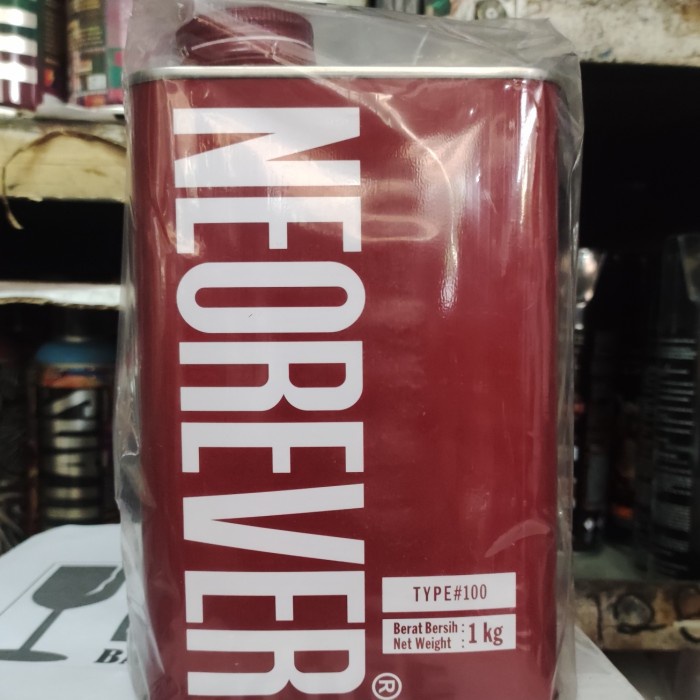 NEOREVER®
TYPE#100
Berat Bersih : 1 kg
Net Weight :